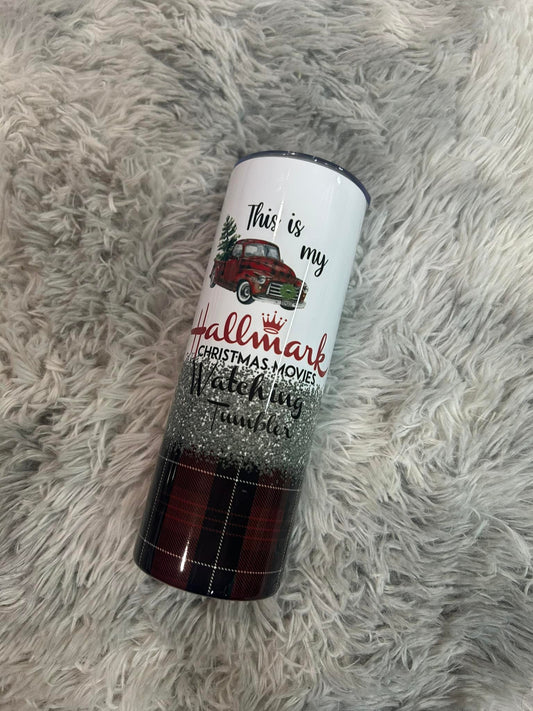 This is
my
Hallmark
CHRISTMAS MOVIES
Watching
Tumbler